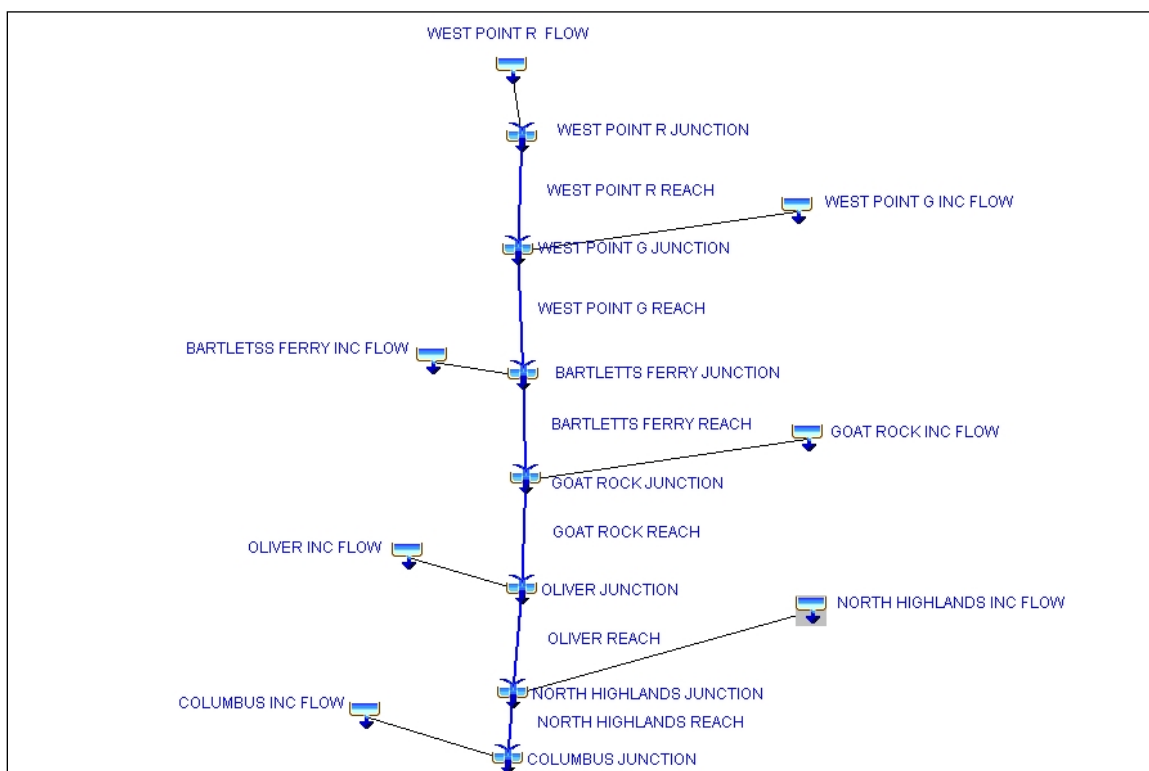 WEST POINT R FLOW
WEST POINT R JUNCTION
WEST POINT R REACH
WEST POINT G INC FLOW
WEST POINT G JUNCTION
WEST POINT G REACH
BARTLETSS FERRY INC FLOW
BARTLETTS FERRY JUNCTION
BARTLETTS FERRY REACH
GOAT ROCK INC FLOW
GOAT ROCK JUNCTION
GOAT ROCK REACH
OLIVER INC FLOW
OLIVER JUNCTION
NORTH HIGHLANDS INC FLOW
OLIVER REACH
NORTH HIGHLANDS JUNCTION
COLUMBUS INC FLOW
NORTH HIGHLANDS REACH
COLUMBUS JUNCTION